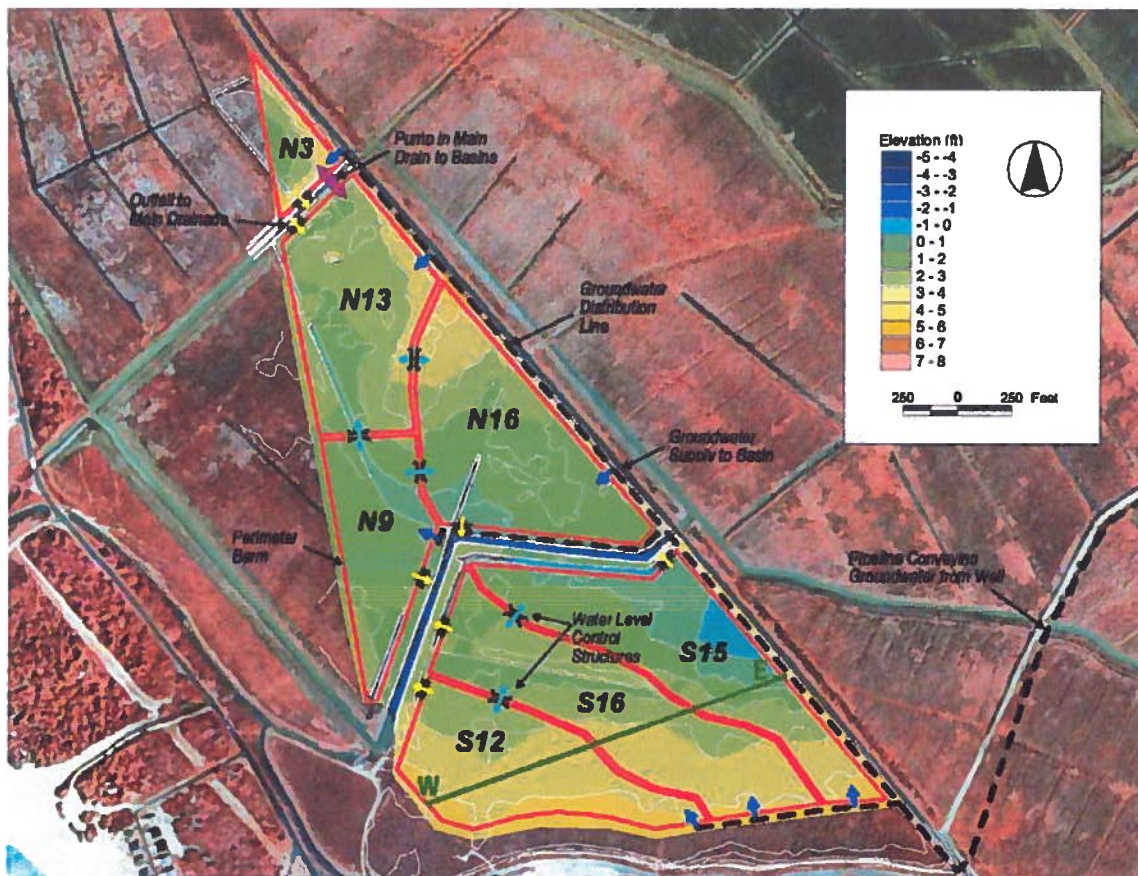 N3
Pump in Main
Drain to Basins
Outfall to
Main Drainage
N13
Groundwater
Distribution
Line
N16
Groundwater
Supply to Basin
N9
Perimeter
Berm
Pipeline Conveying
Groundwater from Well
Water Level
Control
Structures
S15
E
S16
S12
W
Elevation (ft)
-5 - -4
-4 - -3
-3 - -2
-2 - -1
-1 - 0
0 - 1
1 - 2
2 - 3
3 - 4
4 - 5
5 - 6
6 - 7
7 - 8
250 0 250 Feet